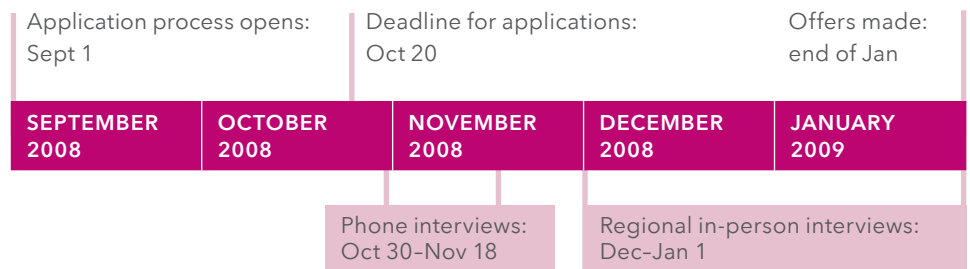 Application process opens:
Sept 1
Deadline for applications:
Oct 20
Offers made:
end of Jan
SEPTEMBER
2008
OCTOBER
2008
NOVEMBER
2008
DECEMBER
2008
JANUARY
2009
Phone interviews:
Oct 30–Nov 18
Regional in-person interviews:
Dec–Jan 1